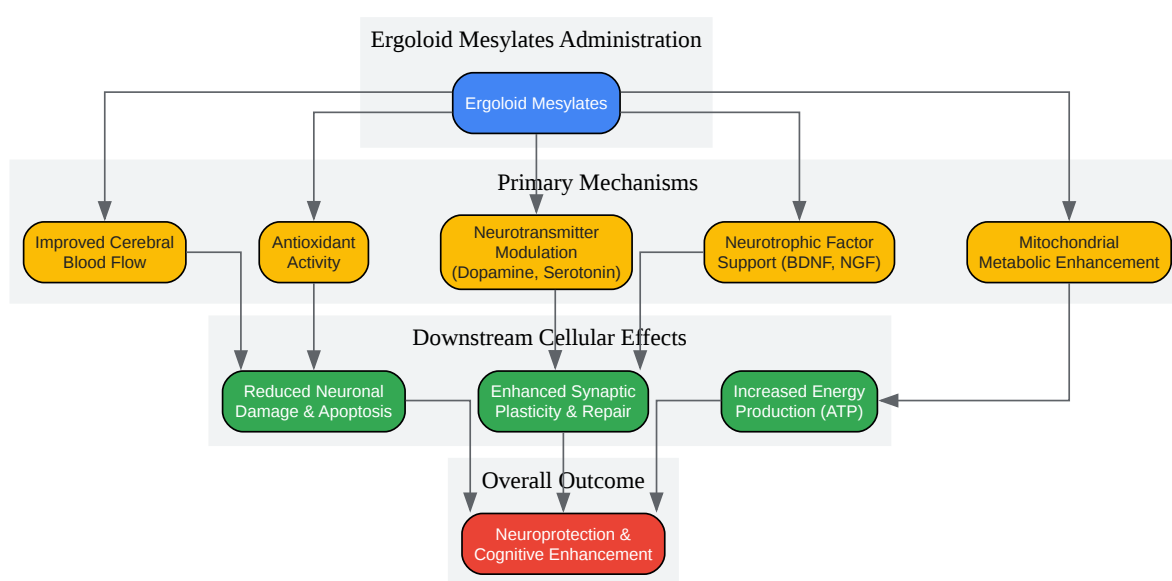 Ergoloid Mesylates Administration
Ergoloid Mesylates
Primary Mechanisms
Improved Cerebral
Blood Flow
Antioxidant
Activity
Neurotransmitter
Modulation
(Dopamine, Serotonin)
Neurotrophic Factor
Support (BDNF, NGF)
Mitochondrial
Metabolic Enhancement
Downstream Cellular Effects
Reduced Neuronal
Damage & Apoptosis
Enhanced Synaptic
Plasticity & Repair
Increased Energy
Production (ATP)
Overall Outcome
Neuroprotection &
Cognitive Enhancement